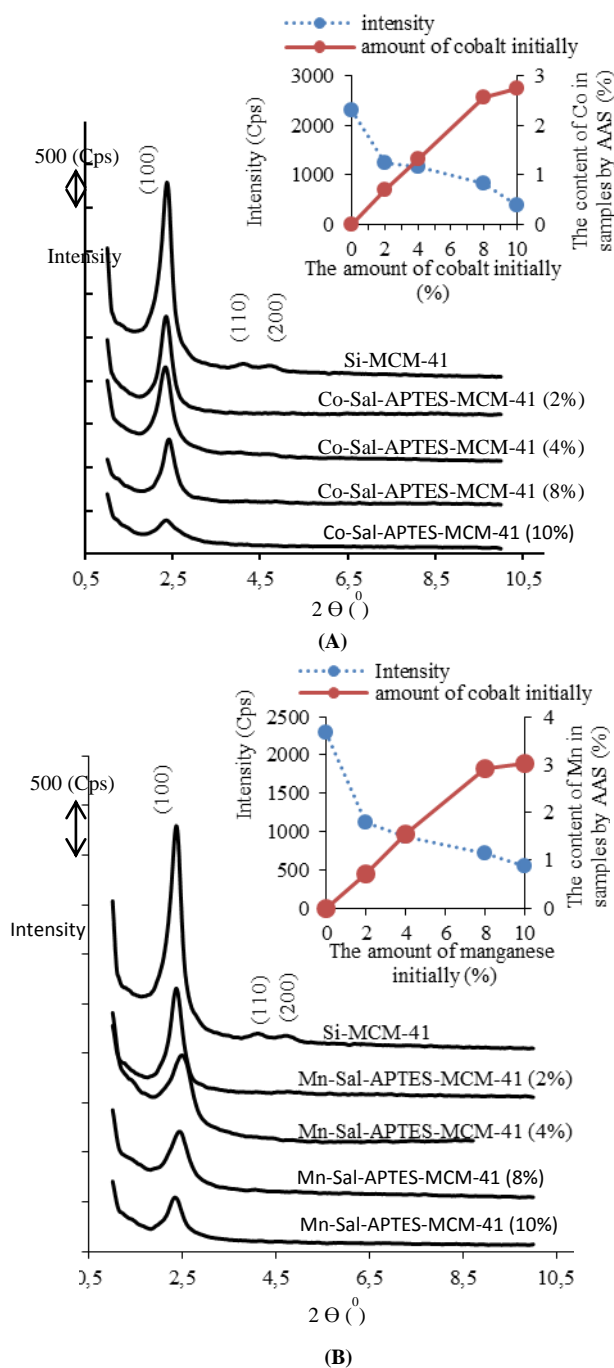 intensity
amount of cobalt initially
3000
2000
1000
0
3
2
1
0
0 2 4 6 8 10
Intensity (Cps)
The content of Co in
samples by AAS (%)
The amount of cobalt initially
(%)
500 (Cps)
Intensity
(100)
(110)
(200)
Si-MCM-41
Co-Sal-APTES-MCM-41 (2%)
Co-Sal-APTES-MCM-41 (4%)
Co-Sal-APTES-MCM-41 (8%)
Co-Sal-APTES-MCM-41 (10%)
0,5 2,5 4,5 6,5 8,5 10,5
2 Θ (⁰)
(A)
Intensity
amount of cobalt initially
2500
2000
1500
1000
500
0
4
3
2
1
0
0 2 4 6 8 10
Intensity (Cps)
The content of Mn in
samples by AAS (%)
The amount of manganese
initially (%)
500 (Cps)
Intensity
(100)
(110)
(200)
Si-MCM-41
Mn-Sal-APTES-MCM-41 (2%)
Mn-Sal-APTES-MCM-41 (4%)
Mn-Sal-APTES-MCM-41 (8%)
Mn-Sal-APTES-MCM-41 (10%)
0,5 2,5 4,5 6,5 8,5 10,5
2 Θ (⁰)
(B)